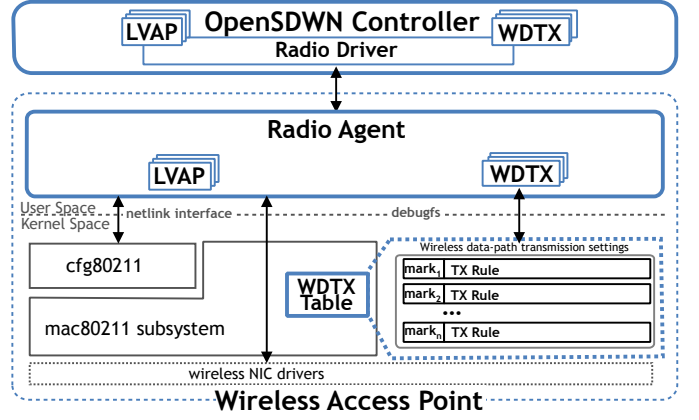 OpenSDWN Controller
LVAP
WDTX
Radio Driver
Radio Agent
LVAP
WDTX
User Space
netlink interface
debugfs
Kernel Space
Wireless data-path transmission settings
cfg80211
mark1 TX Rule
WDTX
Table
mark2 TX Rule
...
mac80211 subsystem
markn TX Rule
wireless NIC drivers
Wireless Access Point